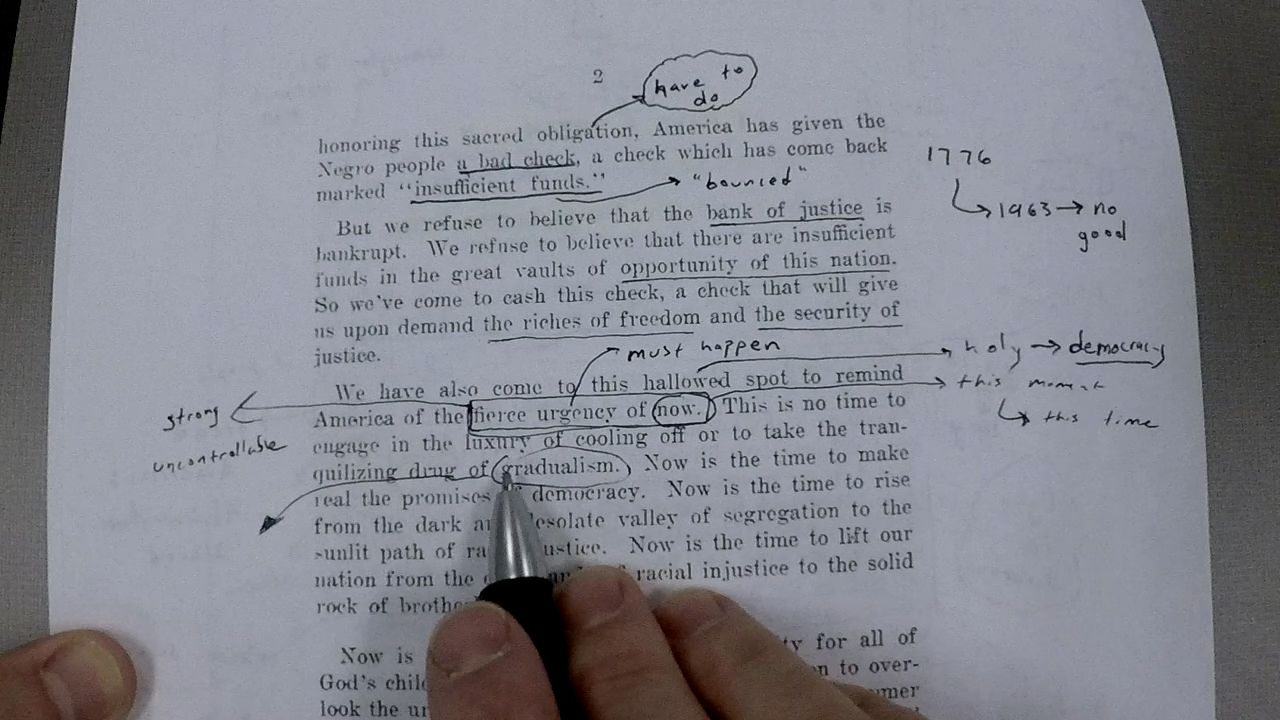 2
have to
do
honoring this sacred obligation, America has given the
Negro people a bad check, a check which has come back
marked "insufficient funds."
"bounced"
1776
1963 → no
good
But we refuse to believe that the bank of justice is
bankrupt. We refuse to believe that there are insufficient
funds in the great vaults of opportunity of this nation.
So we've come to cash this check, a check that will give
us upon demand the riches of freedom and the security of
justice.
must happen
holy → democracy
We have also come to this hallowed spot to remind
this moment
this time
strong
uncontrollable
America of the fierce urgency of now. This is no time to
engage in the luxury of cooling off or to take the tran-
quilizing drug of gradualism. Now is the time to make
real the promises democracy. Now is the time to rise
from the dark desolate valley of segregation to the
sunlit path of justice. Now is the time to lift our
nation from the racial injustice to the solid
rock of
Now is for all of
God's to over-
look the